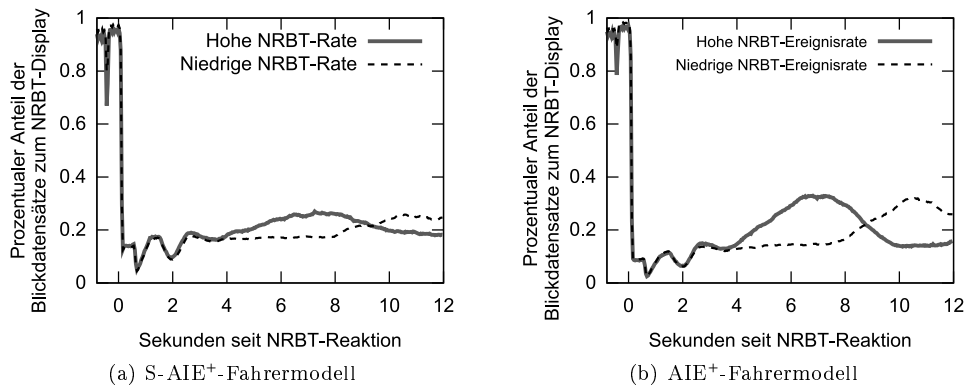 1
0.8
0.6
0.4
0.2
0
Prozentualer Anteil der
Blickdatensätze zum NRBT-Display
Hohe NRBT-Rate
Niedrige NRBT-Rate
0 2 4 6 8 10 12
Sekunden seit NRBT-Reaktion
(a) S-AIE⁺-Fahrermodell
1
0.8
0.6
0.4
0.2
0
Prozentualer Anteil der
Blickdatensatze zum NRBT-Display
Hohe NRBT-Ereignisrate
Niedrige NRBT-Ereignisrate
0 2 4 6 8 10 12
Sekunden seit NRBT-Reaktion
(b) AIE⁺-Fahrermodell